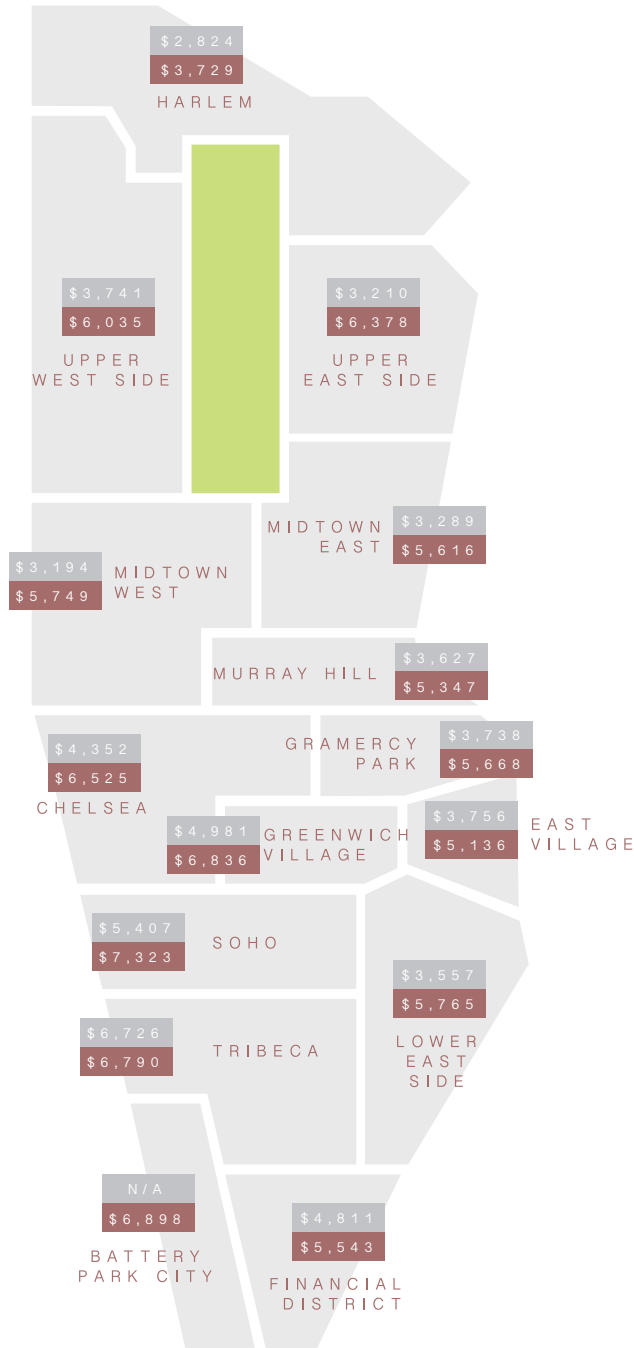 $2,824
$3,729
HARLEM
$3,741
$6,035
UPPER
WEST SIDE
$3,210
$6,378
UPPER
EAST SIDE
MIDTOWN
EAST
$3,289
$5,616
$3,194
$5,749
MIDTOWN
WEST
MURRAY HILL
$3,627
$5,347
$4,352
$6,525
CHELSEA
GRAMERCY
PARK
$3,738
$5,668
$4,981
$6,836
GREENWICH
VILLAGE
$3,756
$5,136
EAST
VILLAGE
$5,407
$7,323
SOHO
$3,557
$5,765
LOWER
EAST
SIDE
$6,726
$6,790
TRIBECA
N/A
$6,898
BATTERY
PARK CITY
$4,811
$5,543
FINANCIAL
DISTRICT